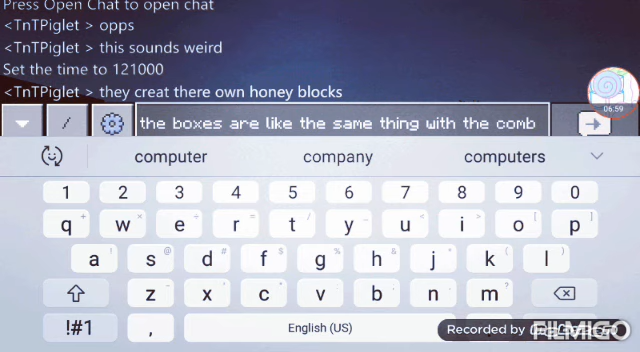 Press Open Chat to open chat
<TnTPiglet > opps
<TnTPiglet > this sounds weird
Set the time to 121000
<TnTPiglet > they creat there own honey blocks
/ the boxes are like the same thing with the comb
06:59
computer company computers
1 2 3 4 5 6 7 8 9 0
q w e r t y u i o p
a s d f g h j k l
z x c v b n m
!#1 , English (US)
Recorded by
FILMIGO